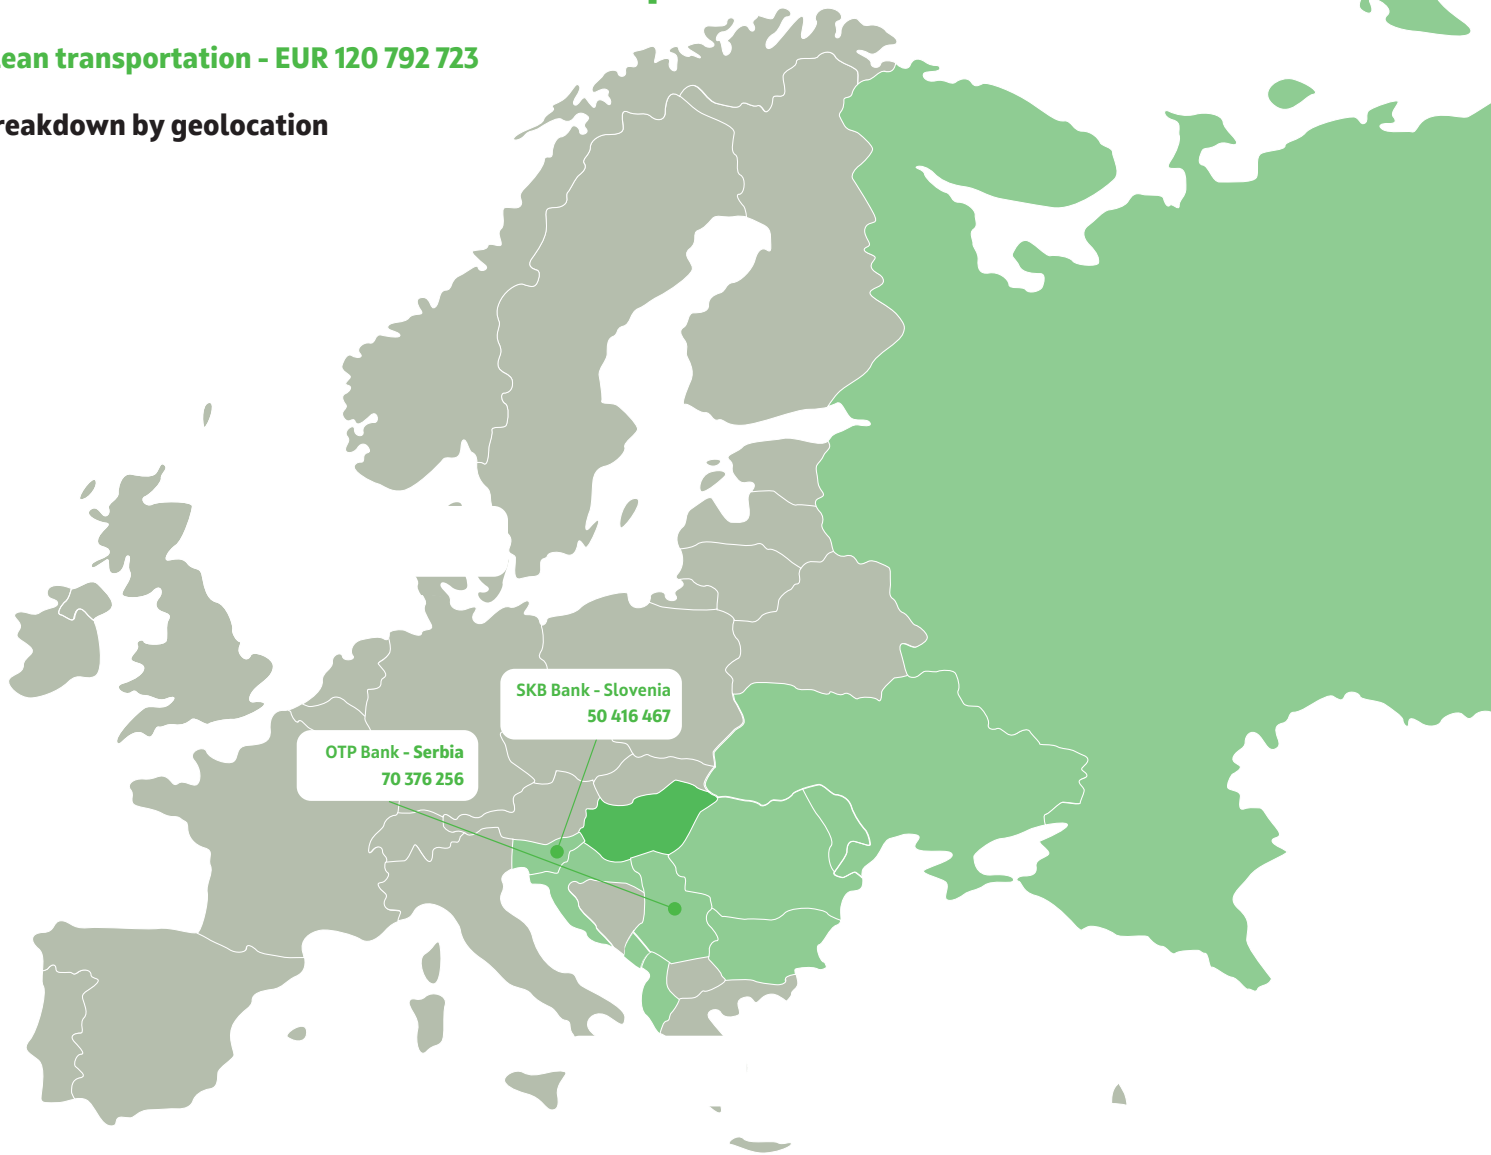 ean transportation - EUR 120 792 723
reakdown by geolocation
SKB Bank - Slovenia
50 416 467
OTP Bank - Serbia
70 376 256